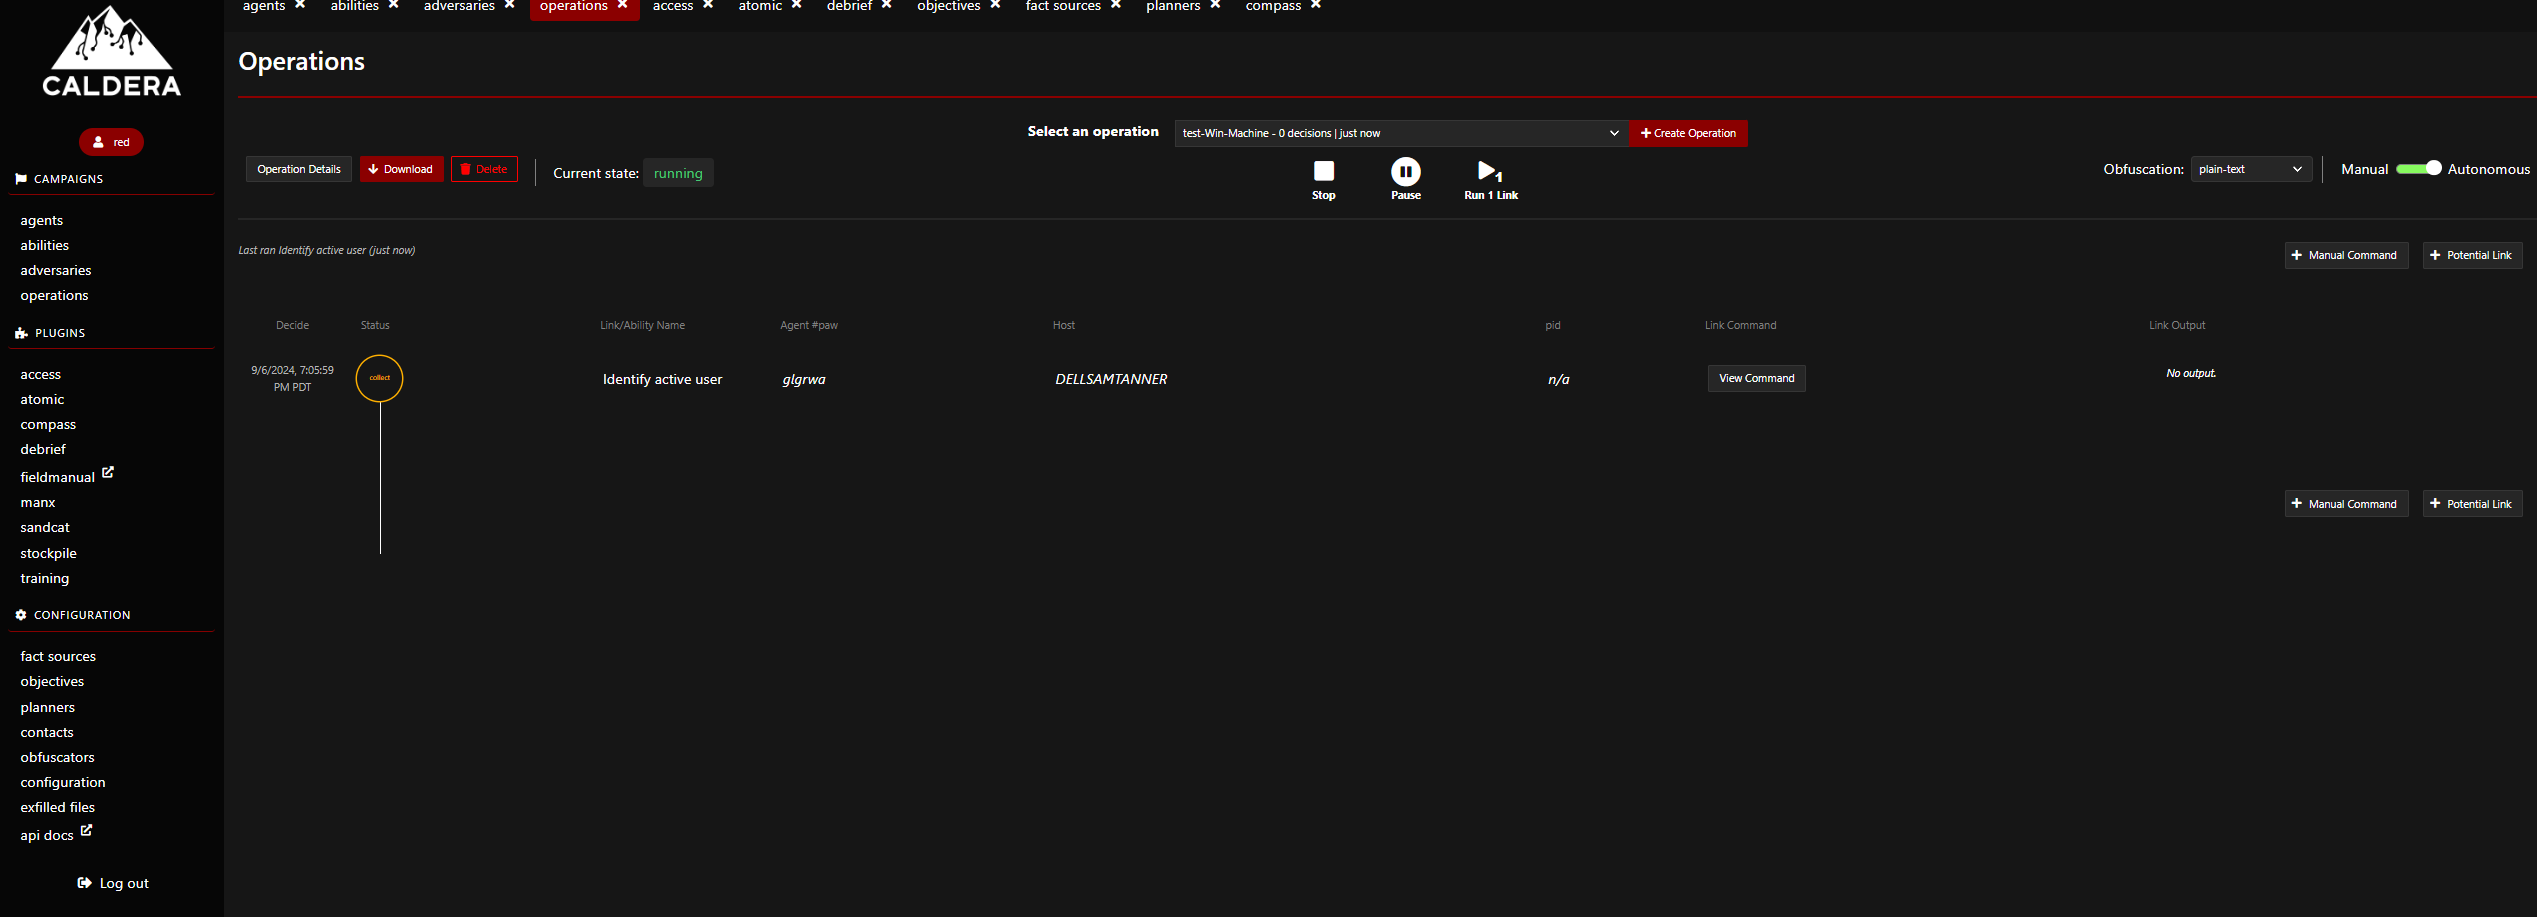 agents abilities adversaries operations access atomic debrief objectives fact sources planners compass
CALDERA
red
CAMPAIGNS
agents
abilities
adversaries
operations
PLUGINS
access
atomic
compass
debrief
fieldmanual
manx
sandcat
stockpile
training
CONFIGURATION
fact sources
objectives
planners
contacts
obfuscators
configuration
exfilled files
api docs
Log out
Operations
Select an operation test-Win-Machine - 0 decisions | just now Create Operation
Operation Details Download Delete Current state: running
Stop Pause Run 1 Link
1
Obfuscation: plain-text Manual Autonomous
Last ran Identify active user (just now)
Manual Command Potential Link
Decide Status Link/Ability Name Agent #paw Host pid Link Command Link Output
9/6/2024, 7:05:59
PM PDT
collect Identify active user glgrwa DELLSAMTANNER n/a View Command No output.
Manual Command Potential Link